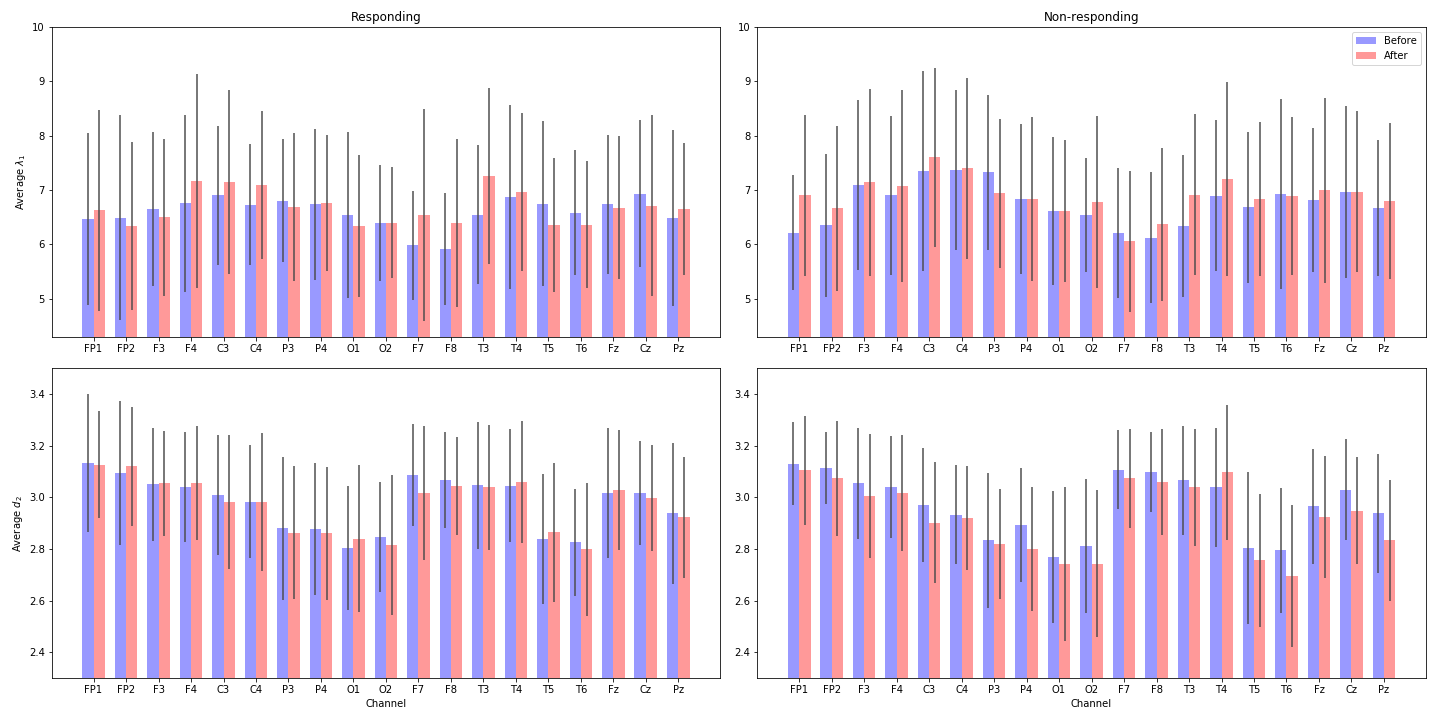 Responding
Non-responding
10
9
8
7
6
5
Average λ1
FP1 FP2 F3 F4 C3 C4 P3 P4 O1 O2 F7 F8 T3 T4 T5 T6 Fz Cz Pz
10
9
8
7
6
5
Before
After
FP1 FP2 F3 F4 C3 C4 P3 P4 O1 O2 F7 F8 T3 T4 T5 T6 Fz Cz Pz
3.4
3.2
3.0
2.8
2.6
2.4
Average d2
FP1 FP2 F3 F4 C3 C4 P3 P4 O1 O2 F7 F8 T3 T4 T5 T6 Fz Cz Pz
Channel
3.4
3.2
3.0
2.8
2.6
2.4
FP1 FP2 F3 F4 C3 C4 P3 P4 O1 O2 F7 F8 T3 T4 T5 T6 Fz Cz Pz
Channel